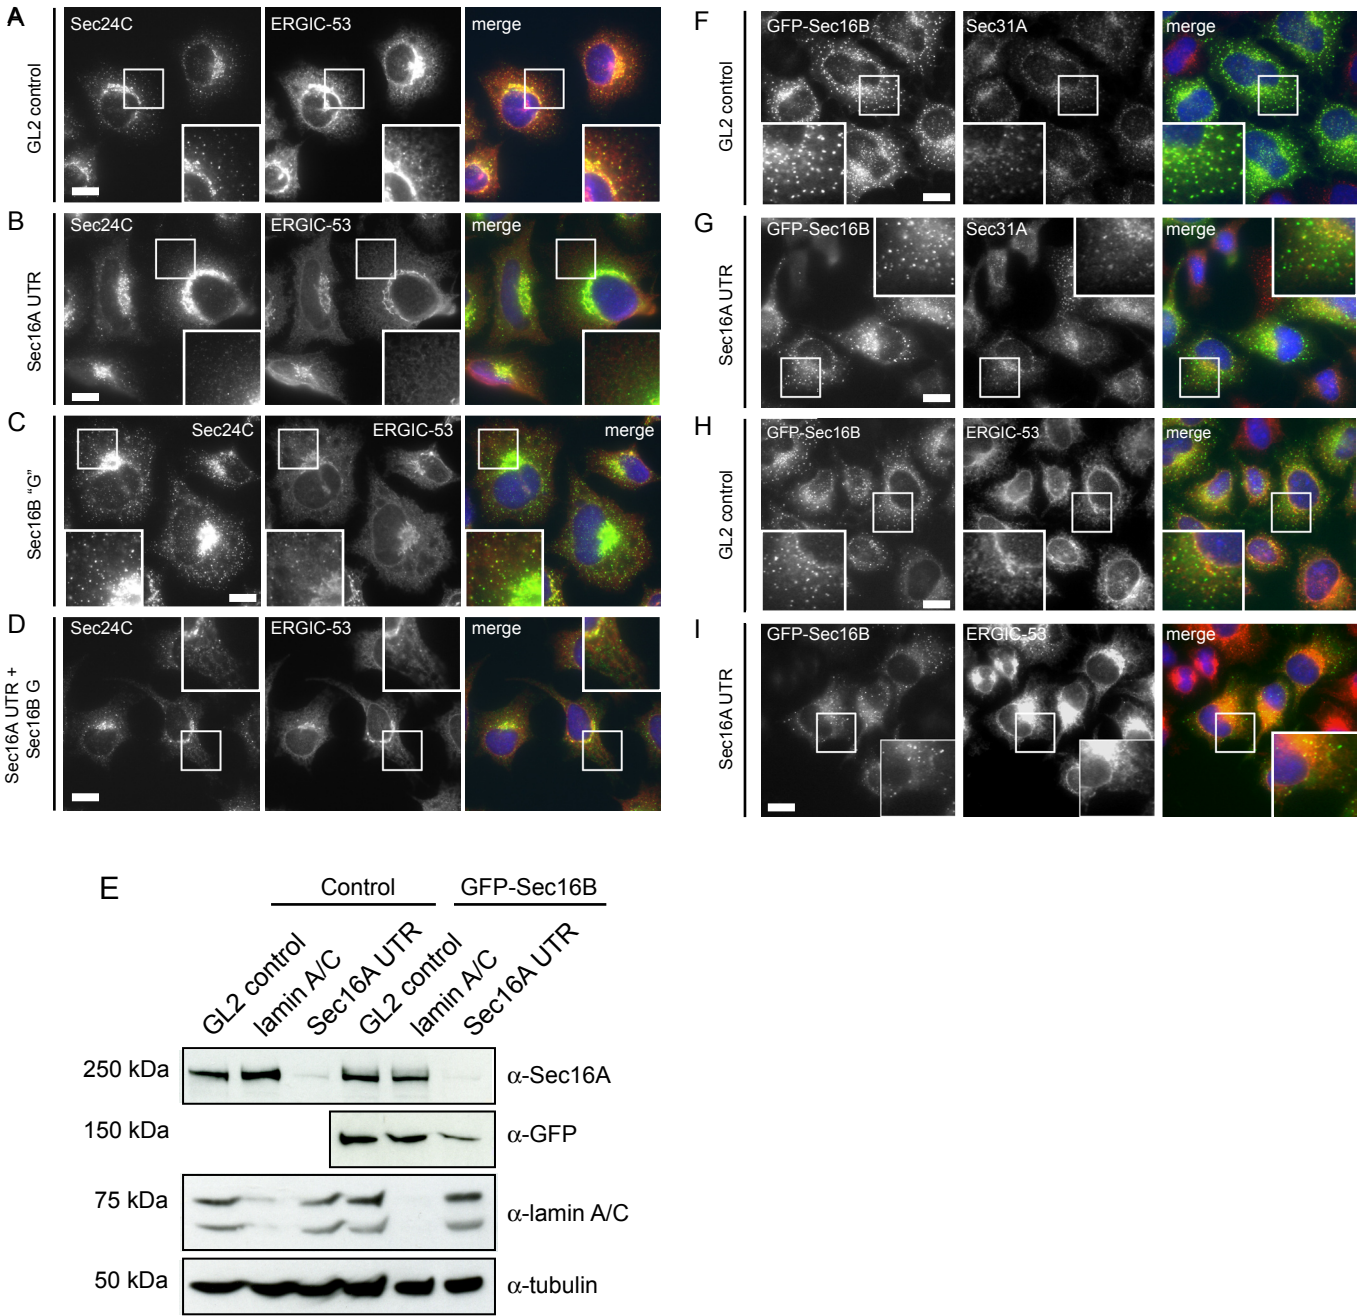 A
GL2 control
Sec24C
ERGIC-53
merge
B
Sec16A UTR
Sec24C
ERGIC-53
merge
C
Sec16B “G”
Sec24C
ERGIC-53
merge
D
Sec16A UTR +
Sec16B G
Sec24C
ERGIC-53
merge
F
GL2 control
GFP-Sec16B
Sec31A
merge
G
Sec16A UTR
GFP-Sec16B
Sec31A
merge
H
GL2 control
GFP-Sec16B
ERGIC-53
merge
I
Sec16A UTR
GFP-Sec16B
ERGIC-53
merge
E
Control
GFP-Sec16B
GL2 control
lamin A/C
Sec16A UTR
GL2 control
lamin A/C
Sec16A UTR
250 kDa
α-Sec16A
150 kDa
α-GFP
75 kDa
α-lamin A/C
50 kDa
α-tubulin